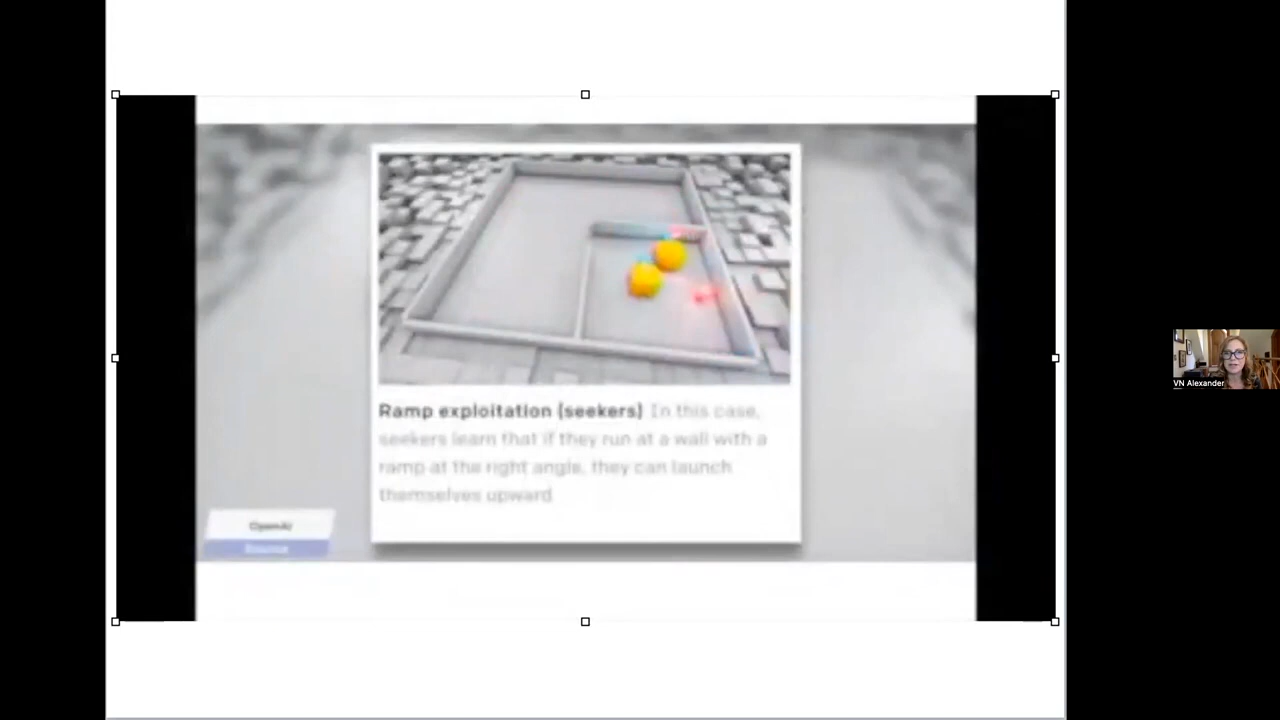 Ramp exploitation (seekers) In this case,
seekers learn that if they run at a wall with a
ramp at the right angle, they can launch
themselves upward
OpenAI
Source
VN Alexander